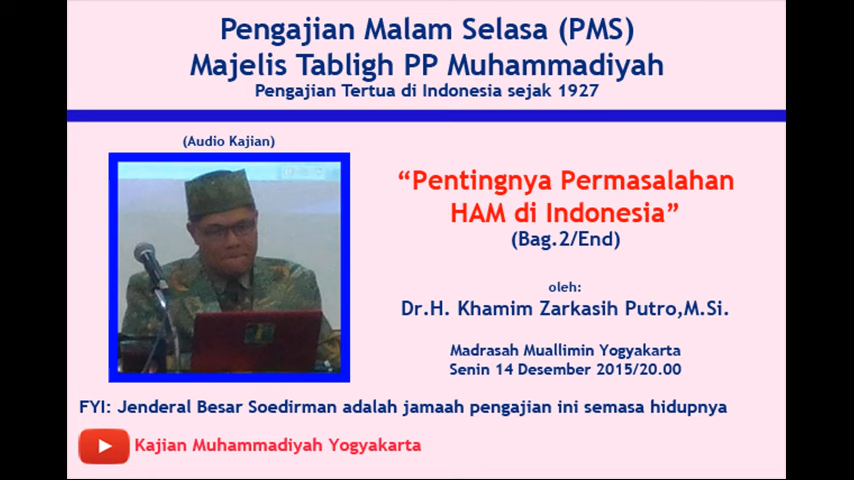 Pengajian Malam Selasa (PMS)
Majelis Tabligh PP Muhammadiyah
Pengajian Tertua di Indonesia sejak 1927
(Audio Kajian)
“Pentingnya Permasalahan
HAM di Indonesia”
(Bag.2/End)
oleh:
Dr.H. Khamim Zarkasih Putro,M.Si.
Madrasah Muallimin Yogyakarta
Senin 14 Desember 2015/20.00
FYI: Jenderal Besar Soedirman adalah jamaah pengajian ini semasa hidupnya
Kajian Muhammadiyah Yogyakarta